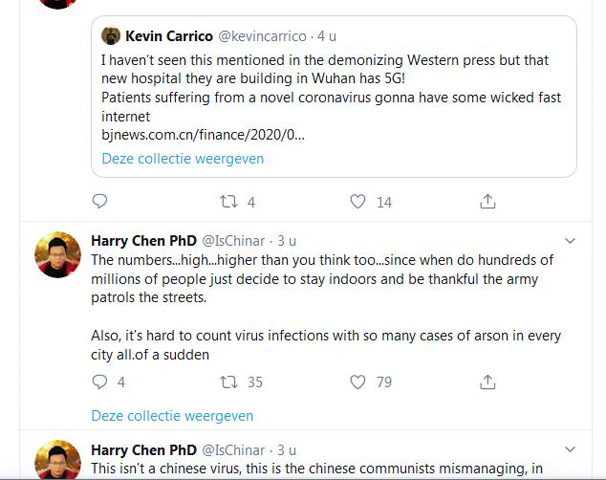 Kevin Carrico @kevincarrico · 4 u
I haven't seen this mentioned in the demonizing Western press but that
new hospital they are building in Wuhan has 5G!
Patients suffering from a novel coronavirus gonna have some wicked fast
internet
bjnews.com.cn/finance/2020/0...
Deze collectie weergeven
4 14
Harry Chen PhD @IsChinar · 3 u
The numbers...high...higher than you think too...since when do hundreds of
millions of people just decide to stay indoors and be thankful the army
patrols the streets.
Also, it's hard to count virus infections with so many cases of arson in every
city all.of a sudden
4 35 79
Deze collectie weergeven
Harry Chen PhD @IsChinar · 3 u
This isn't a chinese virus, this is the chinese communists mismanaging, in